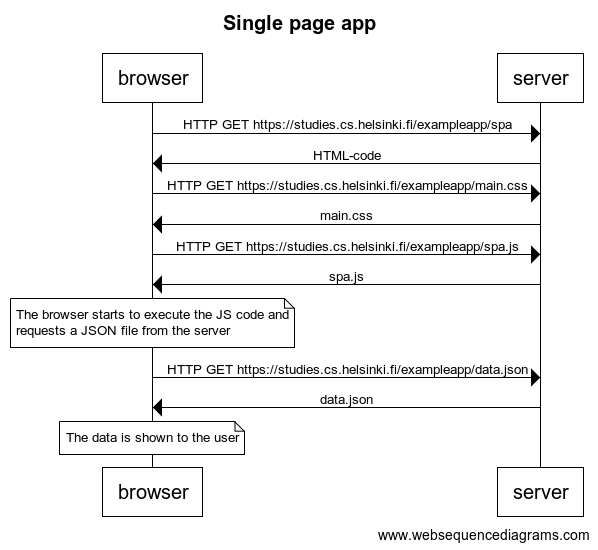 Single page app
browser server
HTTP GET https://studies.cs.helsinki.fi/exampleapp/spa
HTML-code
HTTP GET https://studies.cs.helsinki.fi/exampleapp/main.css
main.css
HTTP GET https://studies.cs.helsinki.fi/exampleapp/spa.js
spa.js
The browser starts to execute the JS code and
requests a JSON file from the server
HTTP GET https://studies.cs.helsinki.fi/exampleapp/data.json
data.json
The data is shown to the user
browser server
www.websequencediagrams.com